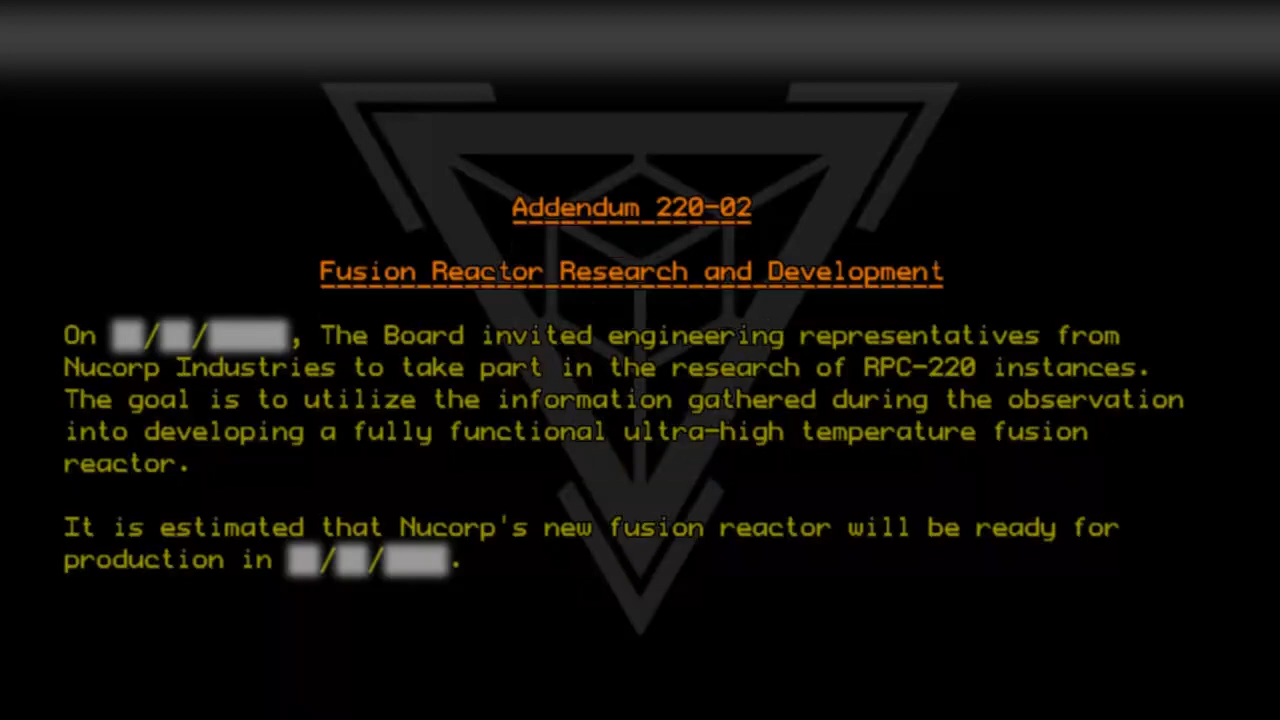 Addendum 220-02
Fusion Reactor Research and Development
On ██/██/████, The Board invited engineering representatives from
Nucorp Industries to take part in the research of RPC-220 instances.
The goal is to utilize the information gathered during the observation
into developing a fully functional ultra-high temperature fusion
reactor.
It is estimated that Nucorp's new fusion reactor will be ready for
production in ██/██/████.